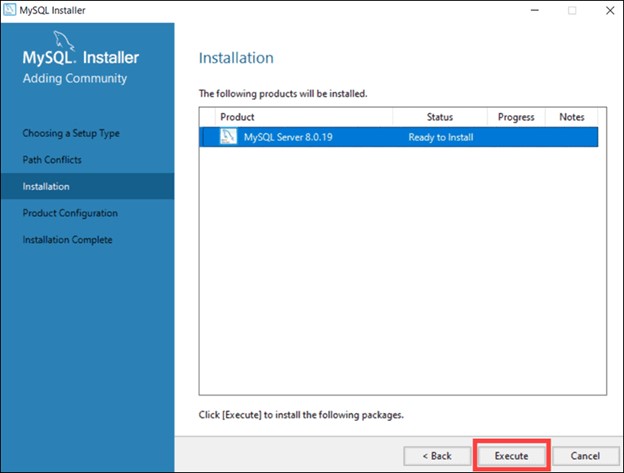 MySQL Installer
MySQL. Installer
Adding Community
Choosing a Setup Type
Path Conflicts
Installation
Product Configuration
Installation Complete
Installation
The following products will be installed.
Product Status Progress Notes
MySQL Server 8.0.19 Ready to Install
Click [Execute] to install the following packages.
< Back Execute Cancel